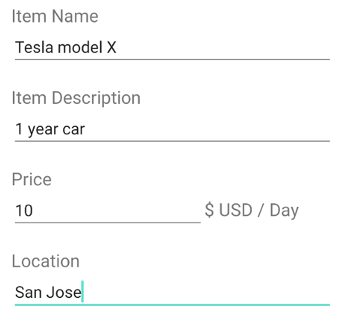 Item Name
Tesla model X
Item Description
1 year car
Price
10 $ USD / Day
Location
San Jose